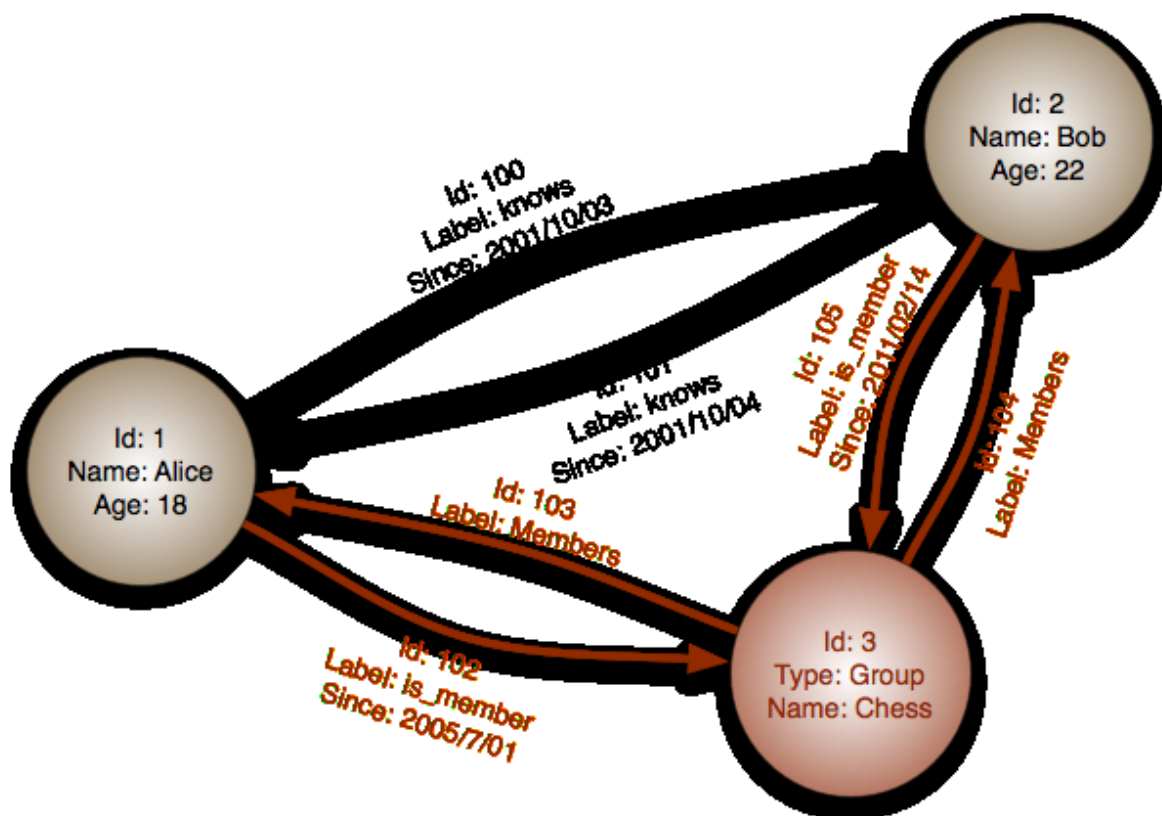 Id: 2
Name: Bob
Age: 22
Id: 100
Label: knows
Since: 2001/10/03
Id: 101
Label: knows
Since: 2001/10/04
Id: 105
Label: is_member
Since: 2011/02/14
Id: 104
Label: Members
Id: 1
Name: Alice
Age: 18
Id: 103
Label: Members
Id: 102
Label: is_member
Since: 2005/7/01
Id: 3
Type: Group
Name: Chess